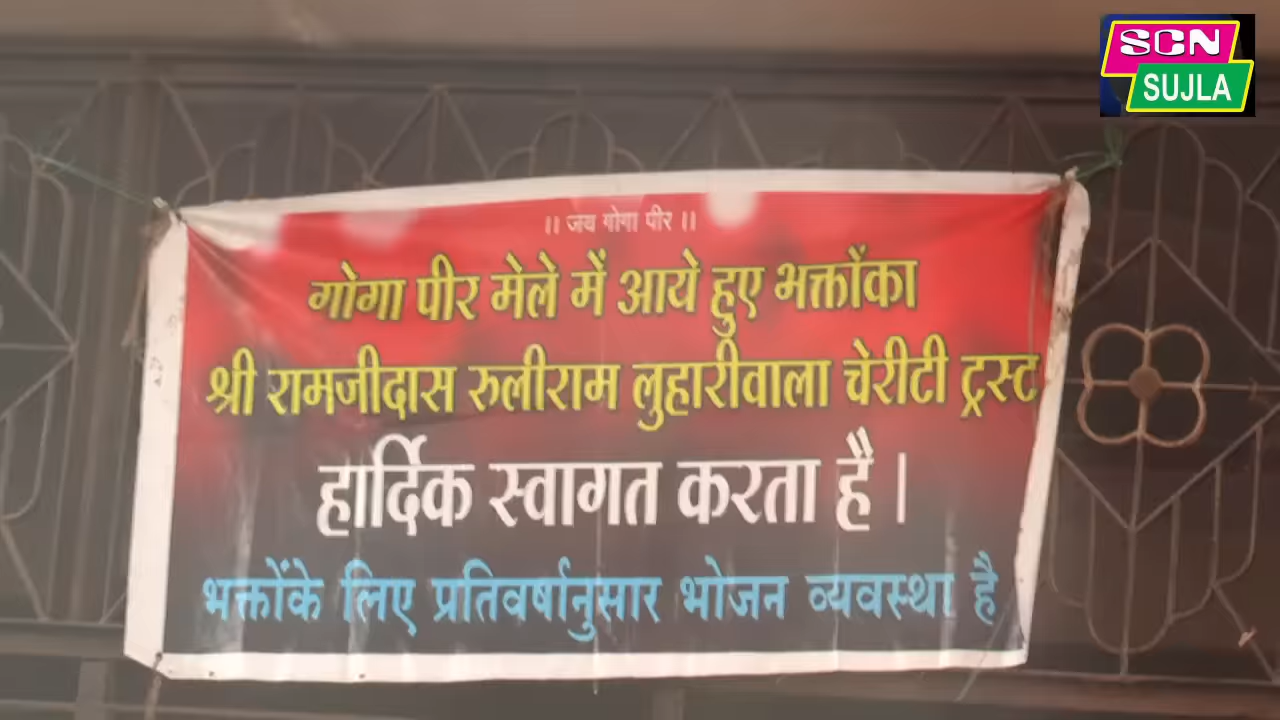 SCN
SUJLA
।। जय गोगा पीर ।।
गोगा पीर मेले में आये हुए भक्तोंका
श्री रामजीदास रुलीराम लुहारीवाला चेरीटी ट्रस्ट
हार्दिक स्वागत करता है।
भक्तोंके लिए प्रतिवर्षानुसार भोजन व्यवस्था है